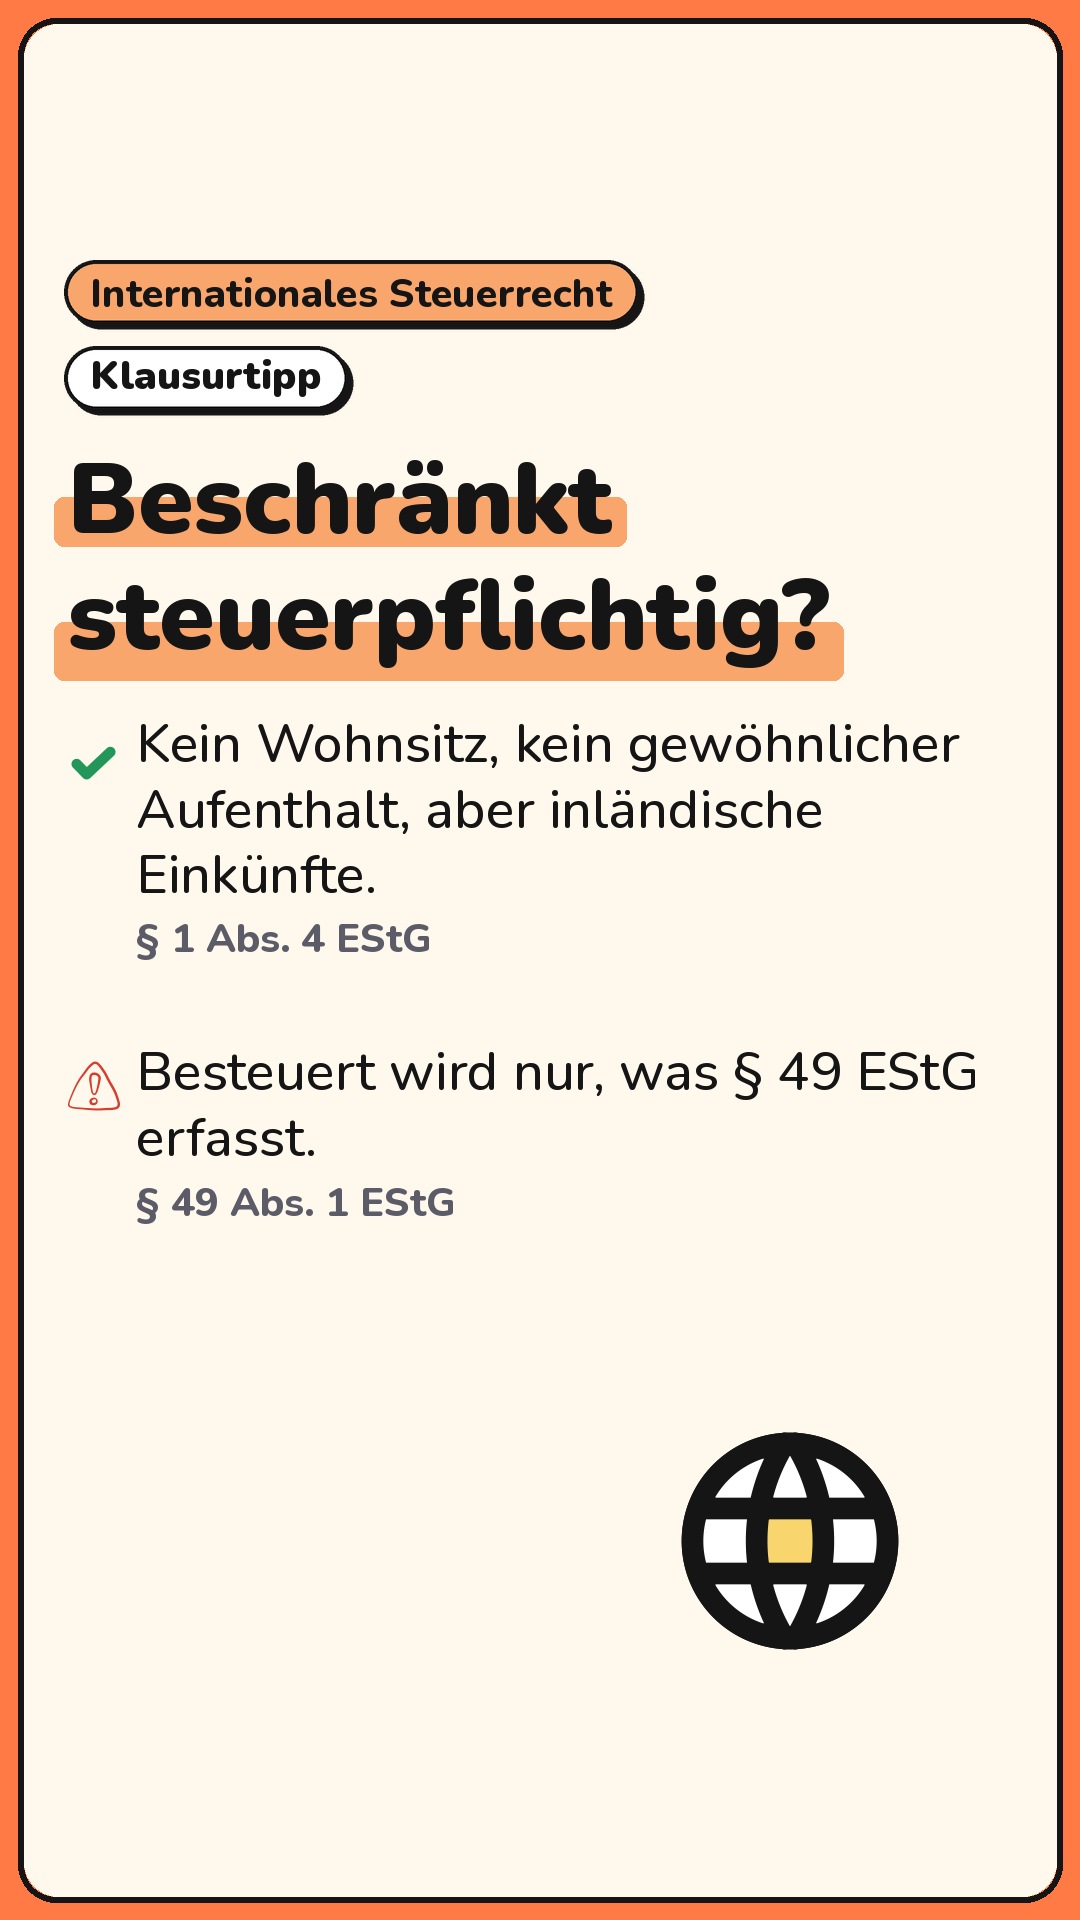 Internationales Steuerrecht
Klausurtipp
Beschränkt
steuerpflichtig?
Kein Wohnsitz, kein gewöhnlicher
Aufenthalt, aber inländische
Einkünfte.
§ 1 Abs. 4 EStG
Besteuert wird nur, was § 49 EStG
erfasst.
§ 49 Abs. 1 EStG